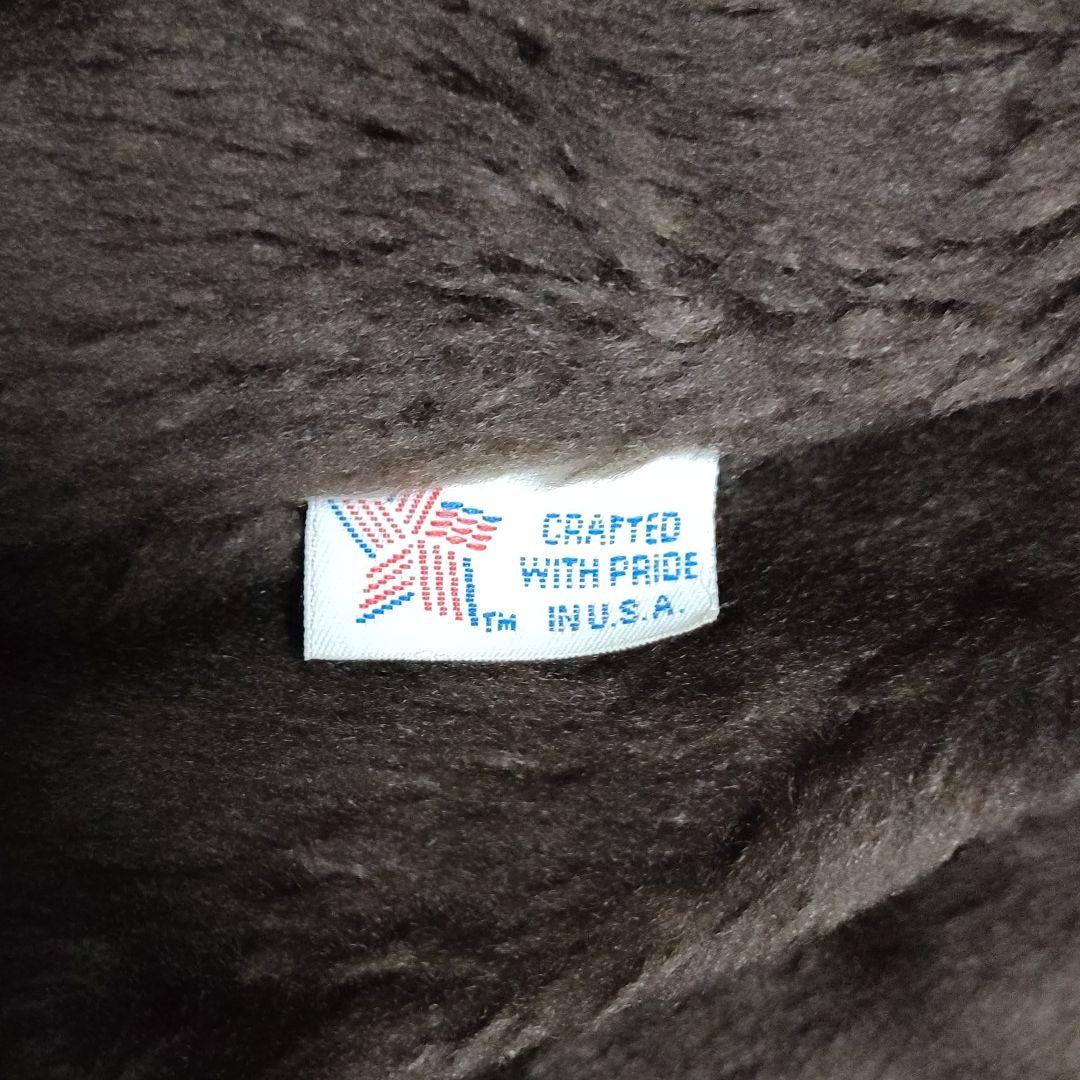 CRAFTED
WITH PRIDE
IN U.S.A.
TM